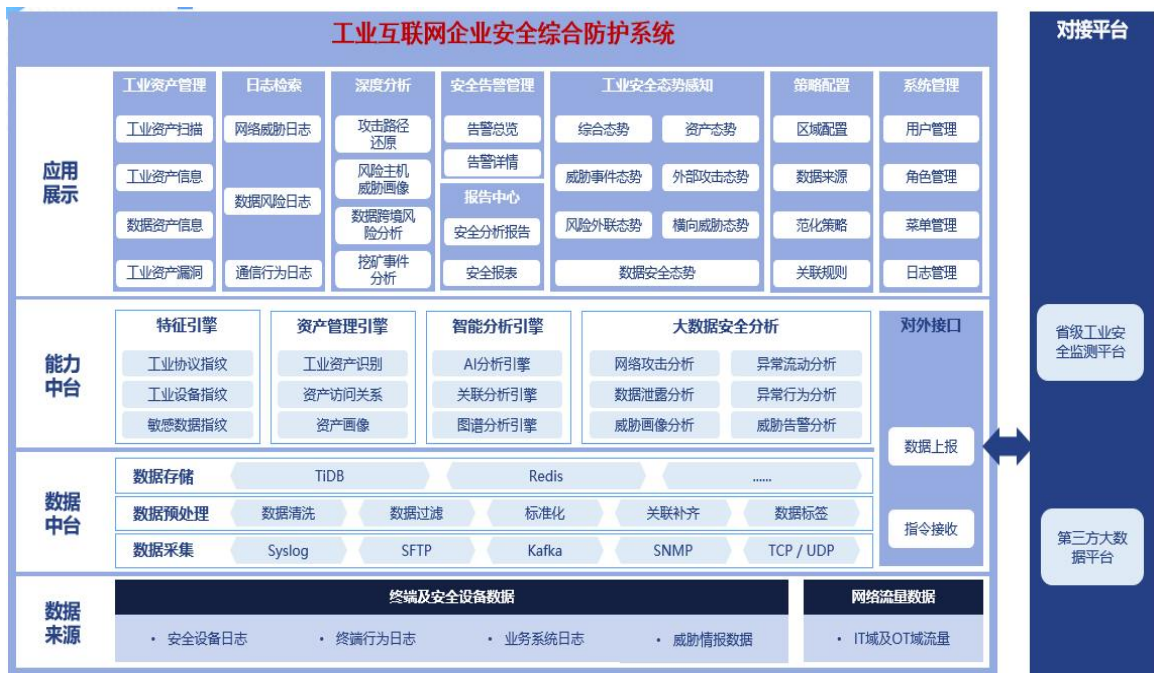 工业互联网企业安全综合防护系统
对接平台
应用
展示
工业资产管理
工业资产扫描
工业资产信息
数据资产信息
工业资产漏洞
日志检索
网络威胁日志
数据风险日志
通信行为日志
深度分析
攻击路径
还原
风险主机
威胁画像
数据跨境风
险分析
挖矿事件
分析
安全告警管理
告警总览
告警详情
报告中心
安全分析报告
安全报表
工业安全态势感知
综合态势
资产态势
威胁事件态势
外部攻击态势
风险外联态势
横向威胁态势
数据安全态势
策略配置
区域配置
数据来源
范化策略
关联规则
系统管理
用户管理
角色管理
菜单管理
日志管理
能力
中台
特征引擎
工业协议指纹
工业设备指纹
敏感数据指纹
资产管理引擎
工业资产识别
资产访问关系
资产画像
智能分析引擎
AI分析引擎
关联分析引擎
图谱分析引擎
大数据安全分析
网络攻击分析
异常流动分析
数据泄露分析
异常行为分析
威胁画像分析
威胁告警分析
对外接口
数据上报
指令接收
数据
中台
数据存储
TiDB
Redis
......
数据预处理
数据清洗
数据过滤
标准化
关联补齐
数据标签
数据采集
Syslog
SFTP
Kafka
SNMP
TCP / UDP
数据
来源
终端及安全设备数据
• 安全设备日志
• 终端行为日志
• 业务系统日志
• 威胁情报数据
网络流量数据
• IT域及OT域流量
省级工业安
全监测平台
第三方大数
据平台